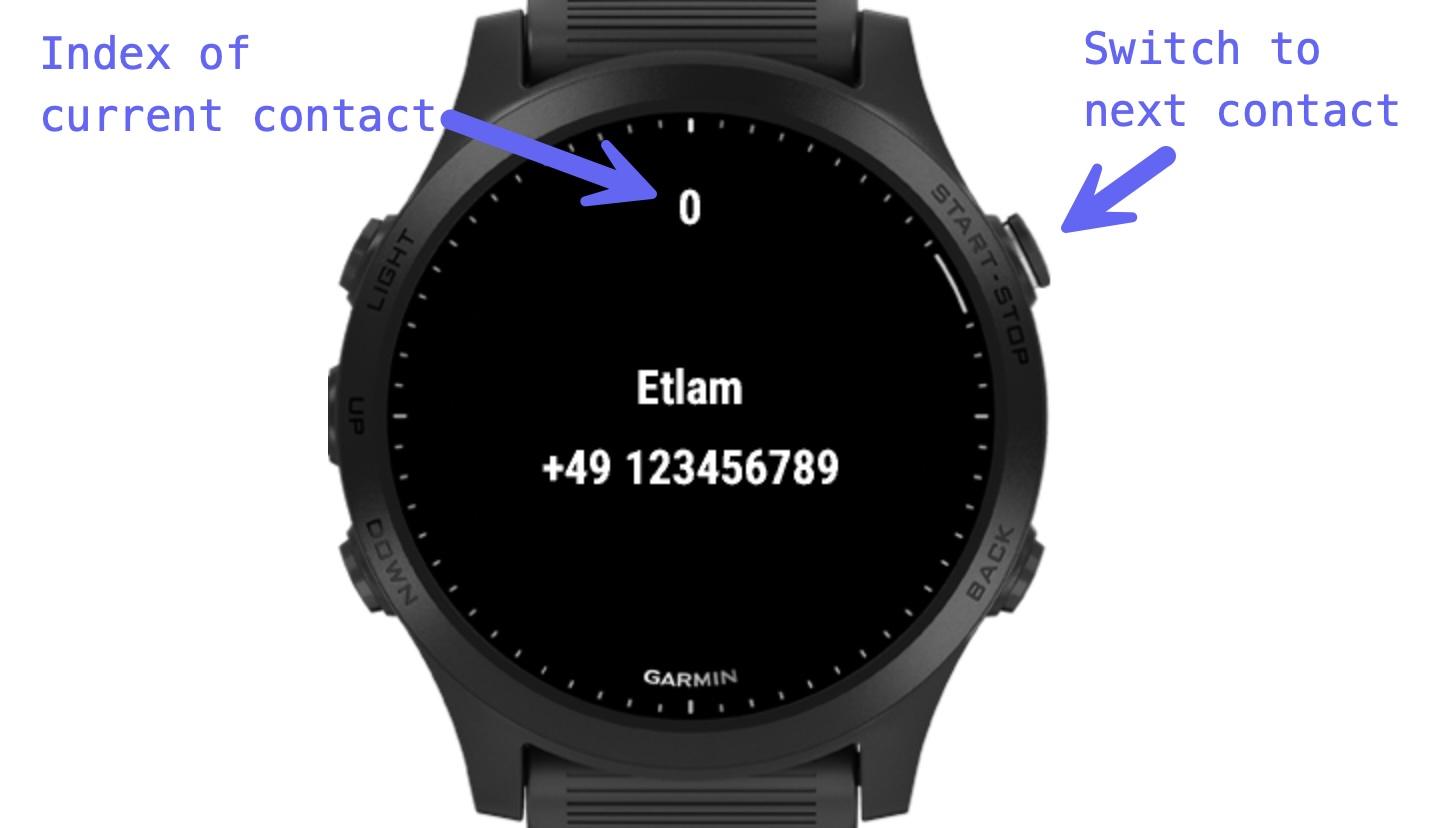 Index of
current contact
Switch to
next contact
0
START·STOP
LIGHT
Etlam
UP
+49 123456789
DOWN
BACK
GARMIN